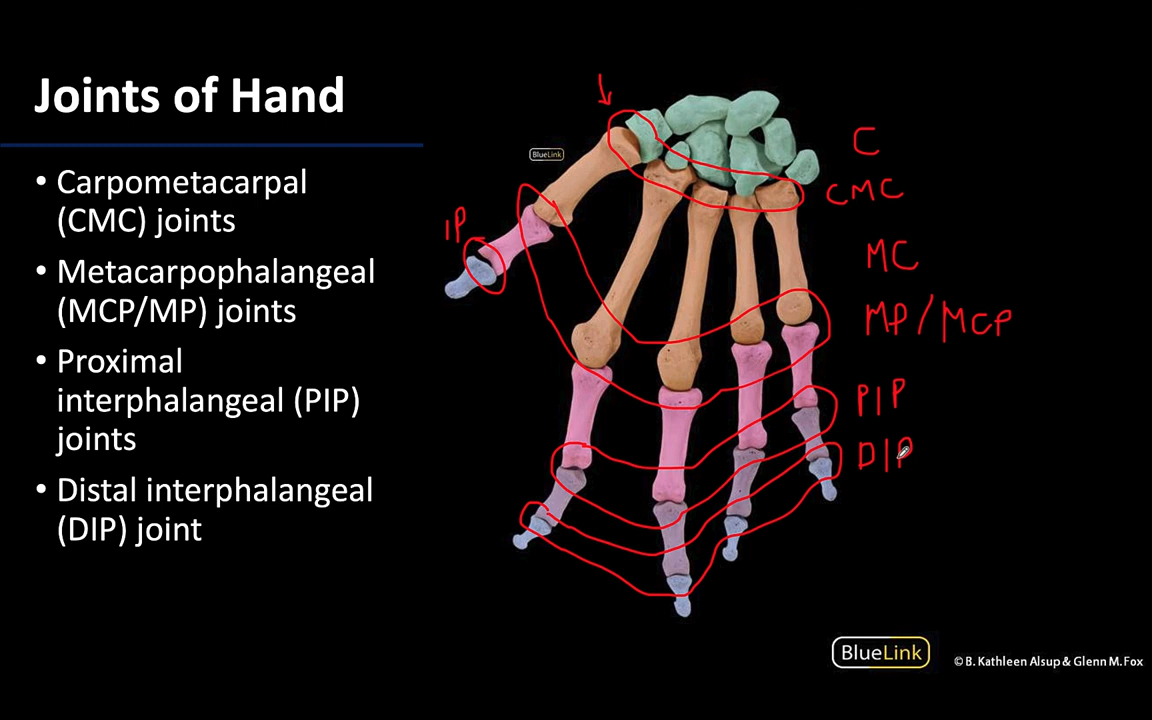 Joints of Hand
• Carpometacarpal
(CMC) joints
• Metacarpophalangeal
(MCP/MP) joints
• Proximal
interphalangeal (PIP)
joints
• Distal interphalangeal
(DIP) joint
BlueLink
IP
C
CMC
MC
MP/MCP
PIP
DIP
BlueLink
© B. Kathleen Alsup & Glenn M. Fox